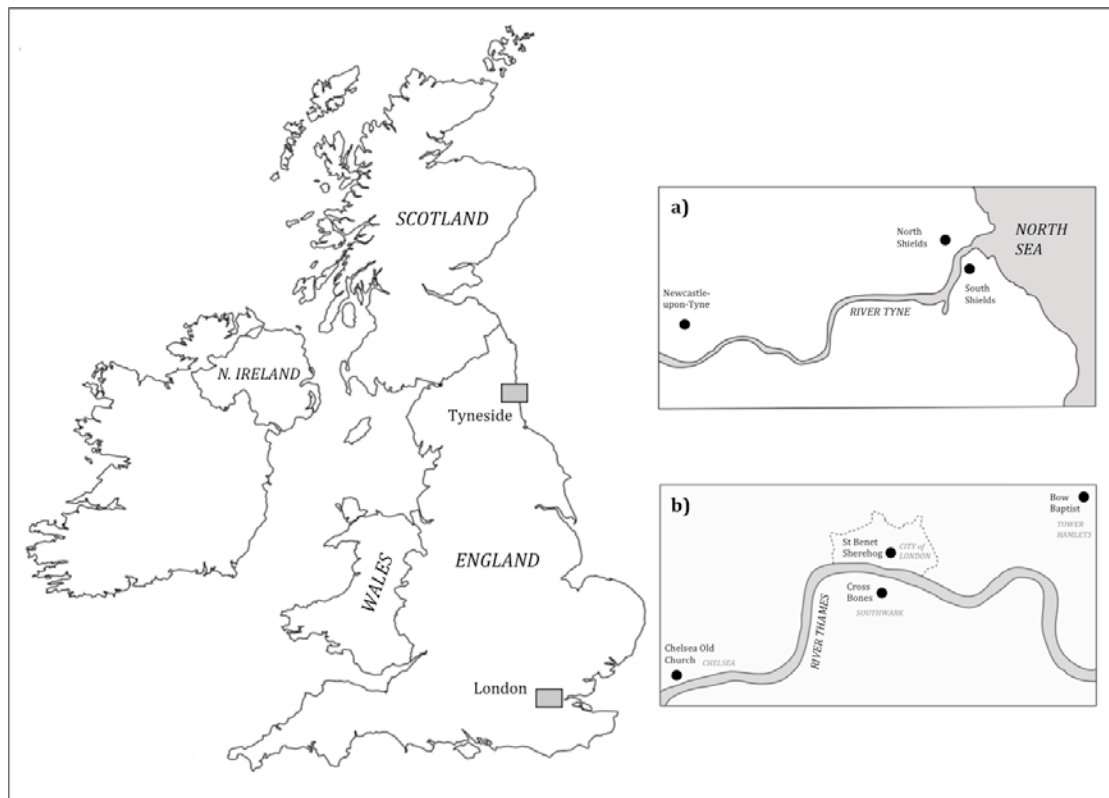 SCOTLAND
N. IRELAND
Tyneside
ENGLAND
WALES
London
a)
North
Shields
NORTH
SEA
South
Shields
Newcastle-
upon-Tyne
RIVER TYNE
b)
Bow
Baptist
TOWER
HAMLETS
St Benet
Sherehog
CITY of
LONDON
Cross
Bones
SOUTHWARK
RIVER THAMES
Chelsea Old
Church
CHELSEA